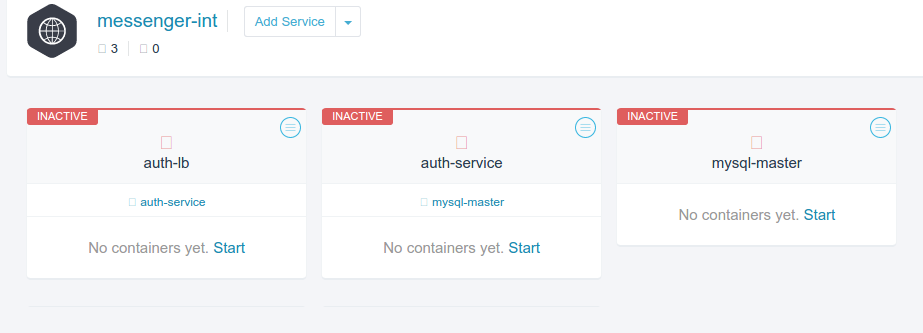 messenger-int
Add Service
3 0
INACTIVE
auth-lb
auth-service
No containers yet. Start
INACTIVE
auth-service
mysql-master
No containers yet. Start
INACTIVE
mysql-master
No containers yet. Start